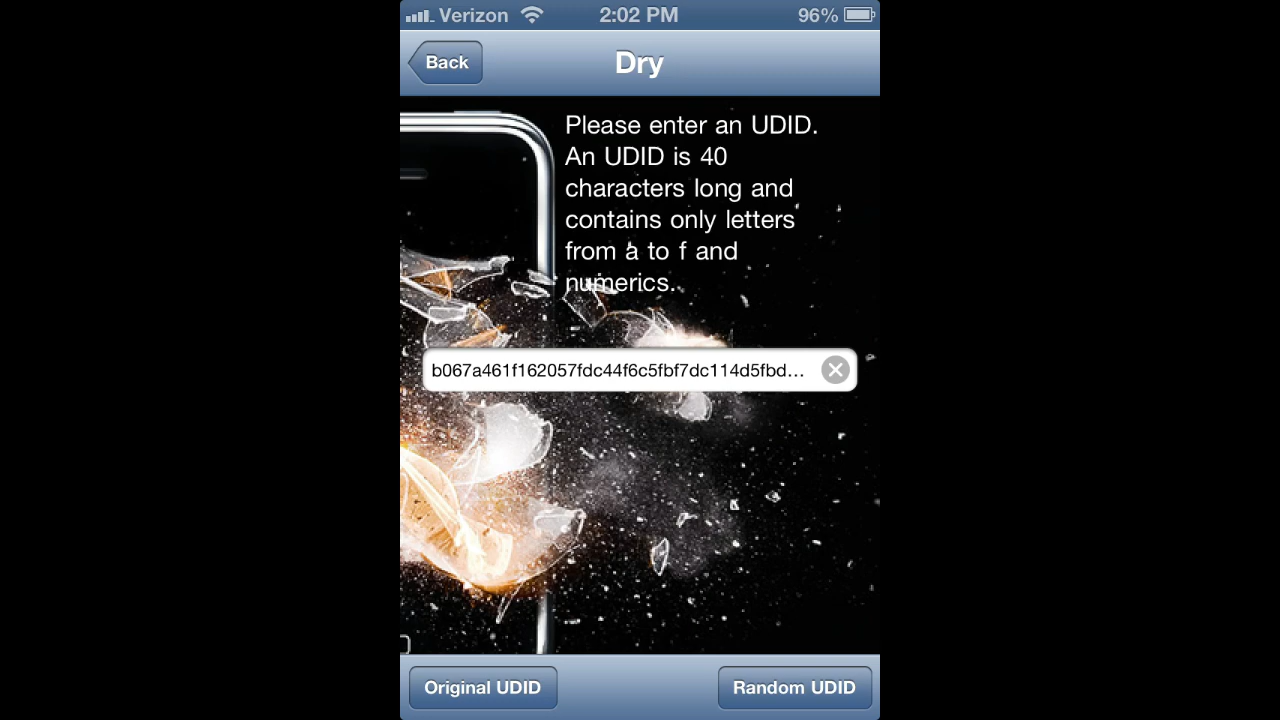 Verizon 2:02 PM 96%
Back Dry
Please enter an UDID.
An UDID is 40
characters long and
contains only letters
from a to f and
numerics.
b067a461f162057fdc44f6c5fbf7dc114d5fbd...
Original UDID Random UDID